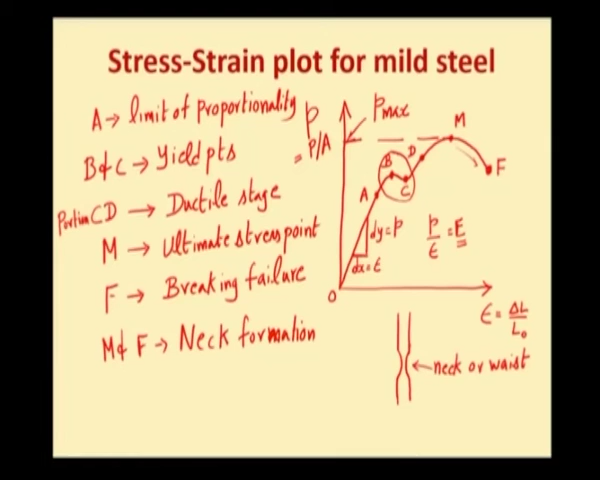 Stress-Strain plot for mild steel
A → limit of Proportionality
B & C → Yield pts
Portion CD → Ductile stage
M → Ultimate stress point
F → Breaking failure
M & F → Neck formation
p
= P/A
Pmax
M
D
B
F
A
C
dy=p
p/ε = E
dx=ε
O
ε = ΔL/L₀
neck or waist